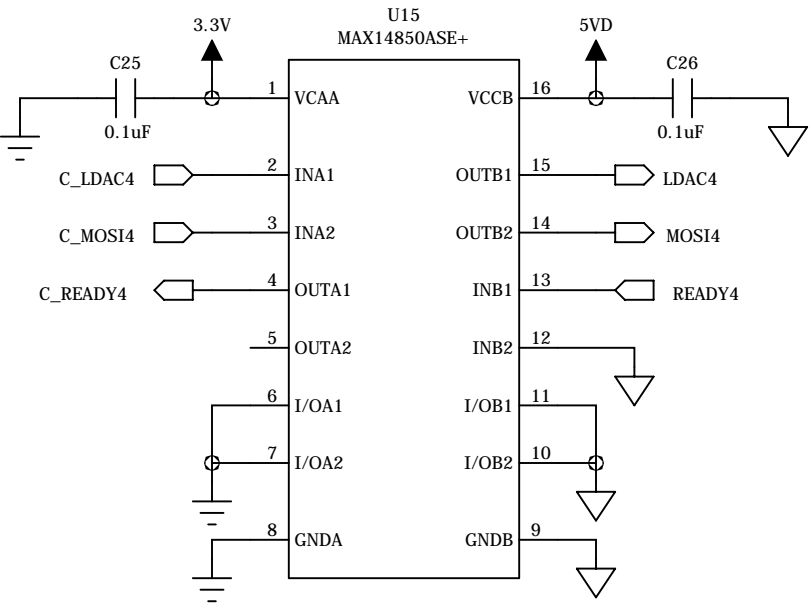 U15
MAX14850ASE+
3.3V
5VD
C25
C26
0.1uF
0.1uF
1 VCAA
VCCB 16
C_LDAC4 2 INA1
OUTB1 15 LDAC4
C_MOSI4 3 INA2
OUTB2 14 MOSI4
C_READY4 4 OUTA1
INB1 13 READY4
5 OUTA2
INB2 12
6 I/OA1
I/OB1 11
7 I/OA2
I/OB2 10
8 GNDA
GNDB 9